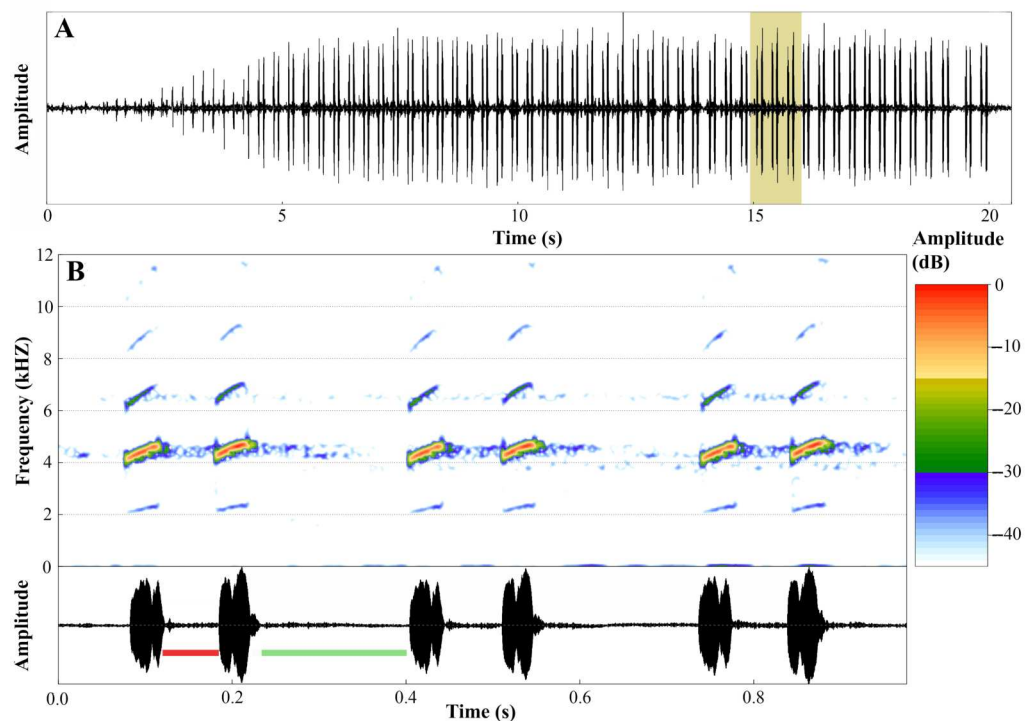 A
Amplitude
0 5 10 15 20
Time (s)
Amplitude
(dB)
B
Frequency (kHZ)
12
10
8
6
4
2
0
0
−10
−20
−30
−40
Amplitude
0.0 0.2 0.4 0.6 0.8
Time (s)